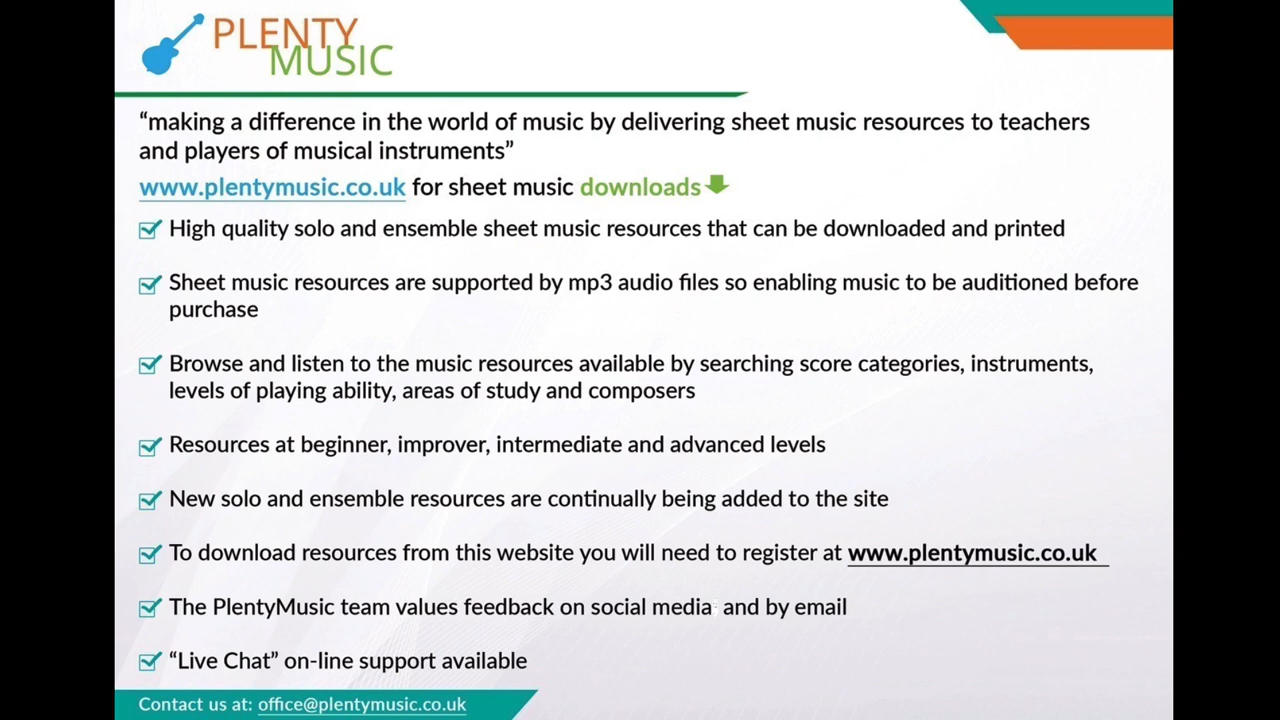 PLENTY
MUSIC
“making a difference in the world of music by delivering sheet music resources to teachers
and players of musical instruments”
www.plentymusic.co.uk for sheet music downloads
High quality solo and ensemble sheet music resources that can be downloaded and printed
Sheet music resources are supported by mp3 audio files so enabling music to be auditioned before
purchase
Browse and listen to the music resources available by searching score categories, instruments,
levels of playing ability, areas of study and composers
Resources at beginner, improver, intermediate and advanced levels
New solo and ensemble resources are continually being added to the site
To download resources from this website you will need to register at www.plentymusic.co.uk
The PlentyMusic team values feedback on social media and by email
“Live Chat” on-line support available
Contact us at: office@plentymusic.co.uk